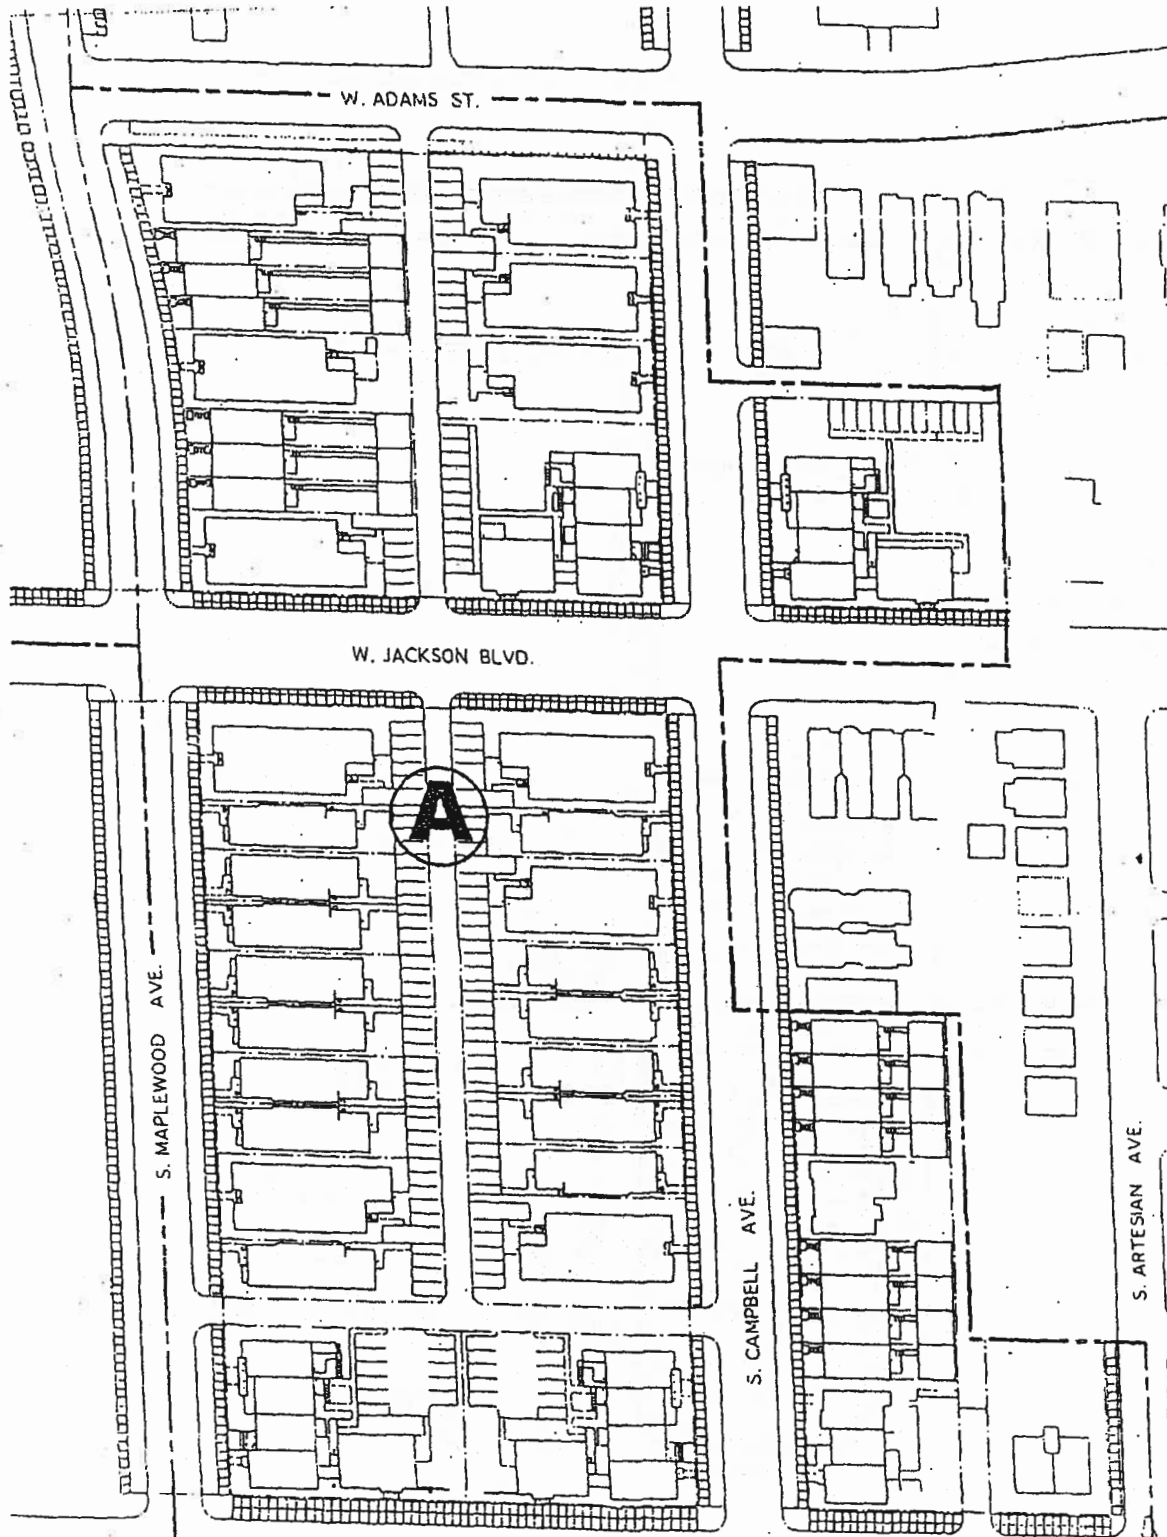 W. ADAMS ST.
W. JACKSON BLVD.
A
S. MAPLEWOOD AVE.
S. CAMPBELL AVE.
S. ARTESIAN AVE.